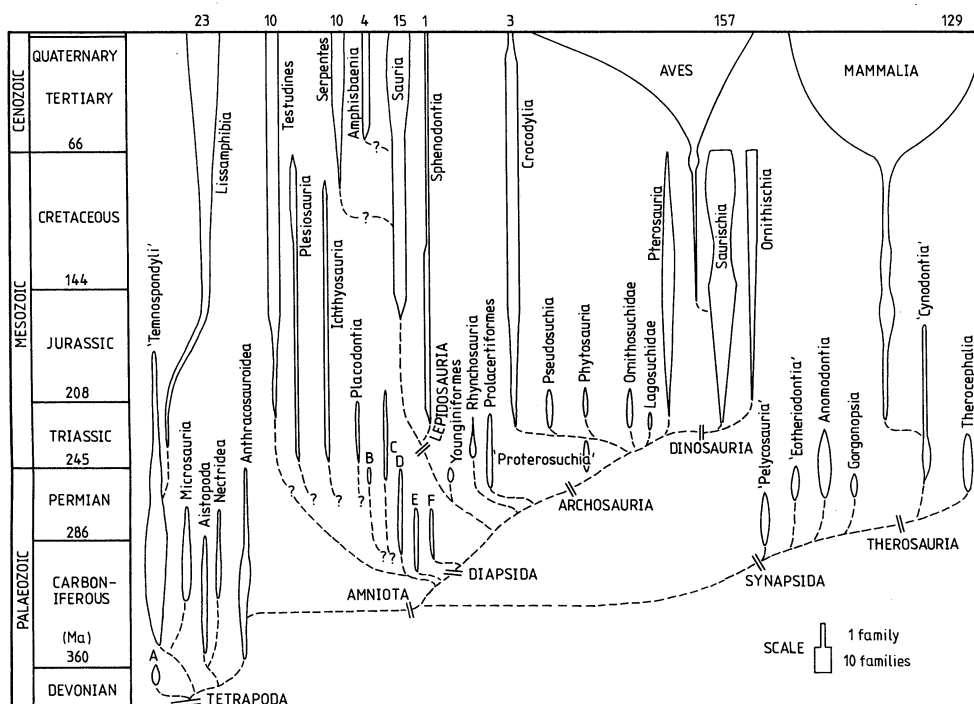 23
10
10
4
15
1
3
157
129
CENOZOIC
QUATERNARY
TERTIARY
66
MESOZOIC
CRETACEOUS
144
JURASSIC
208
TRIASSIC
245
PALAEOZOIC
PERMIAN
286
CARBON-
IFEROUS
(Ma)
360
DEVONIAN
AVES
MAMMALIA
Lissamphibia
Testudines
Serpentes
Amphisbaenia
Sauria
Sphenodontia
Crocodylia
?
?
Plesiosauria
Ichthyosauria
Pterosauria
Saurischia
Ornithischia
'Temnospondyli'
'Cynodontia'
Anthracosauroidea
Placodontia
LEPIDOSAURIA
Younginiformes
Rhynchosauria
Prolacertiformes
Pseudosuchia
Phytosauria
Ornithosuchidae
Lagosuchidae
DINOSAURIA
'Pelycosauria'
'Eotheriodontia'
Anomodontia
Gorgonopsia
Therocephalia
Microsauria
Aistopoda
Nectridea
B
C
D
E
F
'Proterosuchia'
ARCHOSAURIA
?
?
?
?
?
?
THEROSAURIA
DIAPSIDA
SYNAPSIDA
AMNIOTA
A
TETRAPODA
SCALE
1 family
10 families